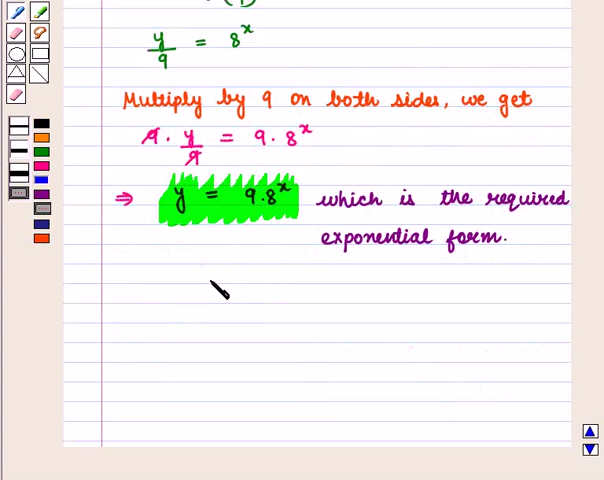 y/9 = 8^x
Multiply by 9 on both sides, we get
9 · y/9 = 9 · 8^x
⇒ y = 9·8^x which is the required
exponential form.